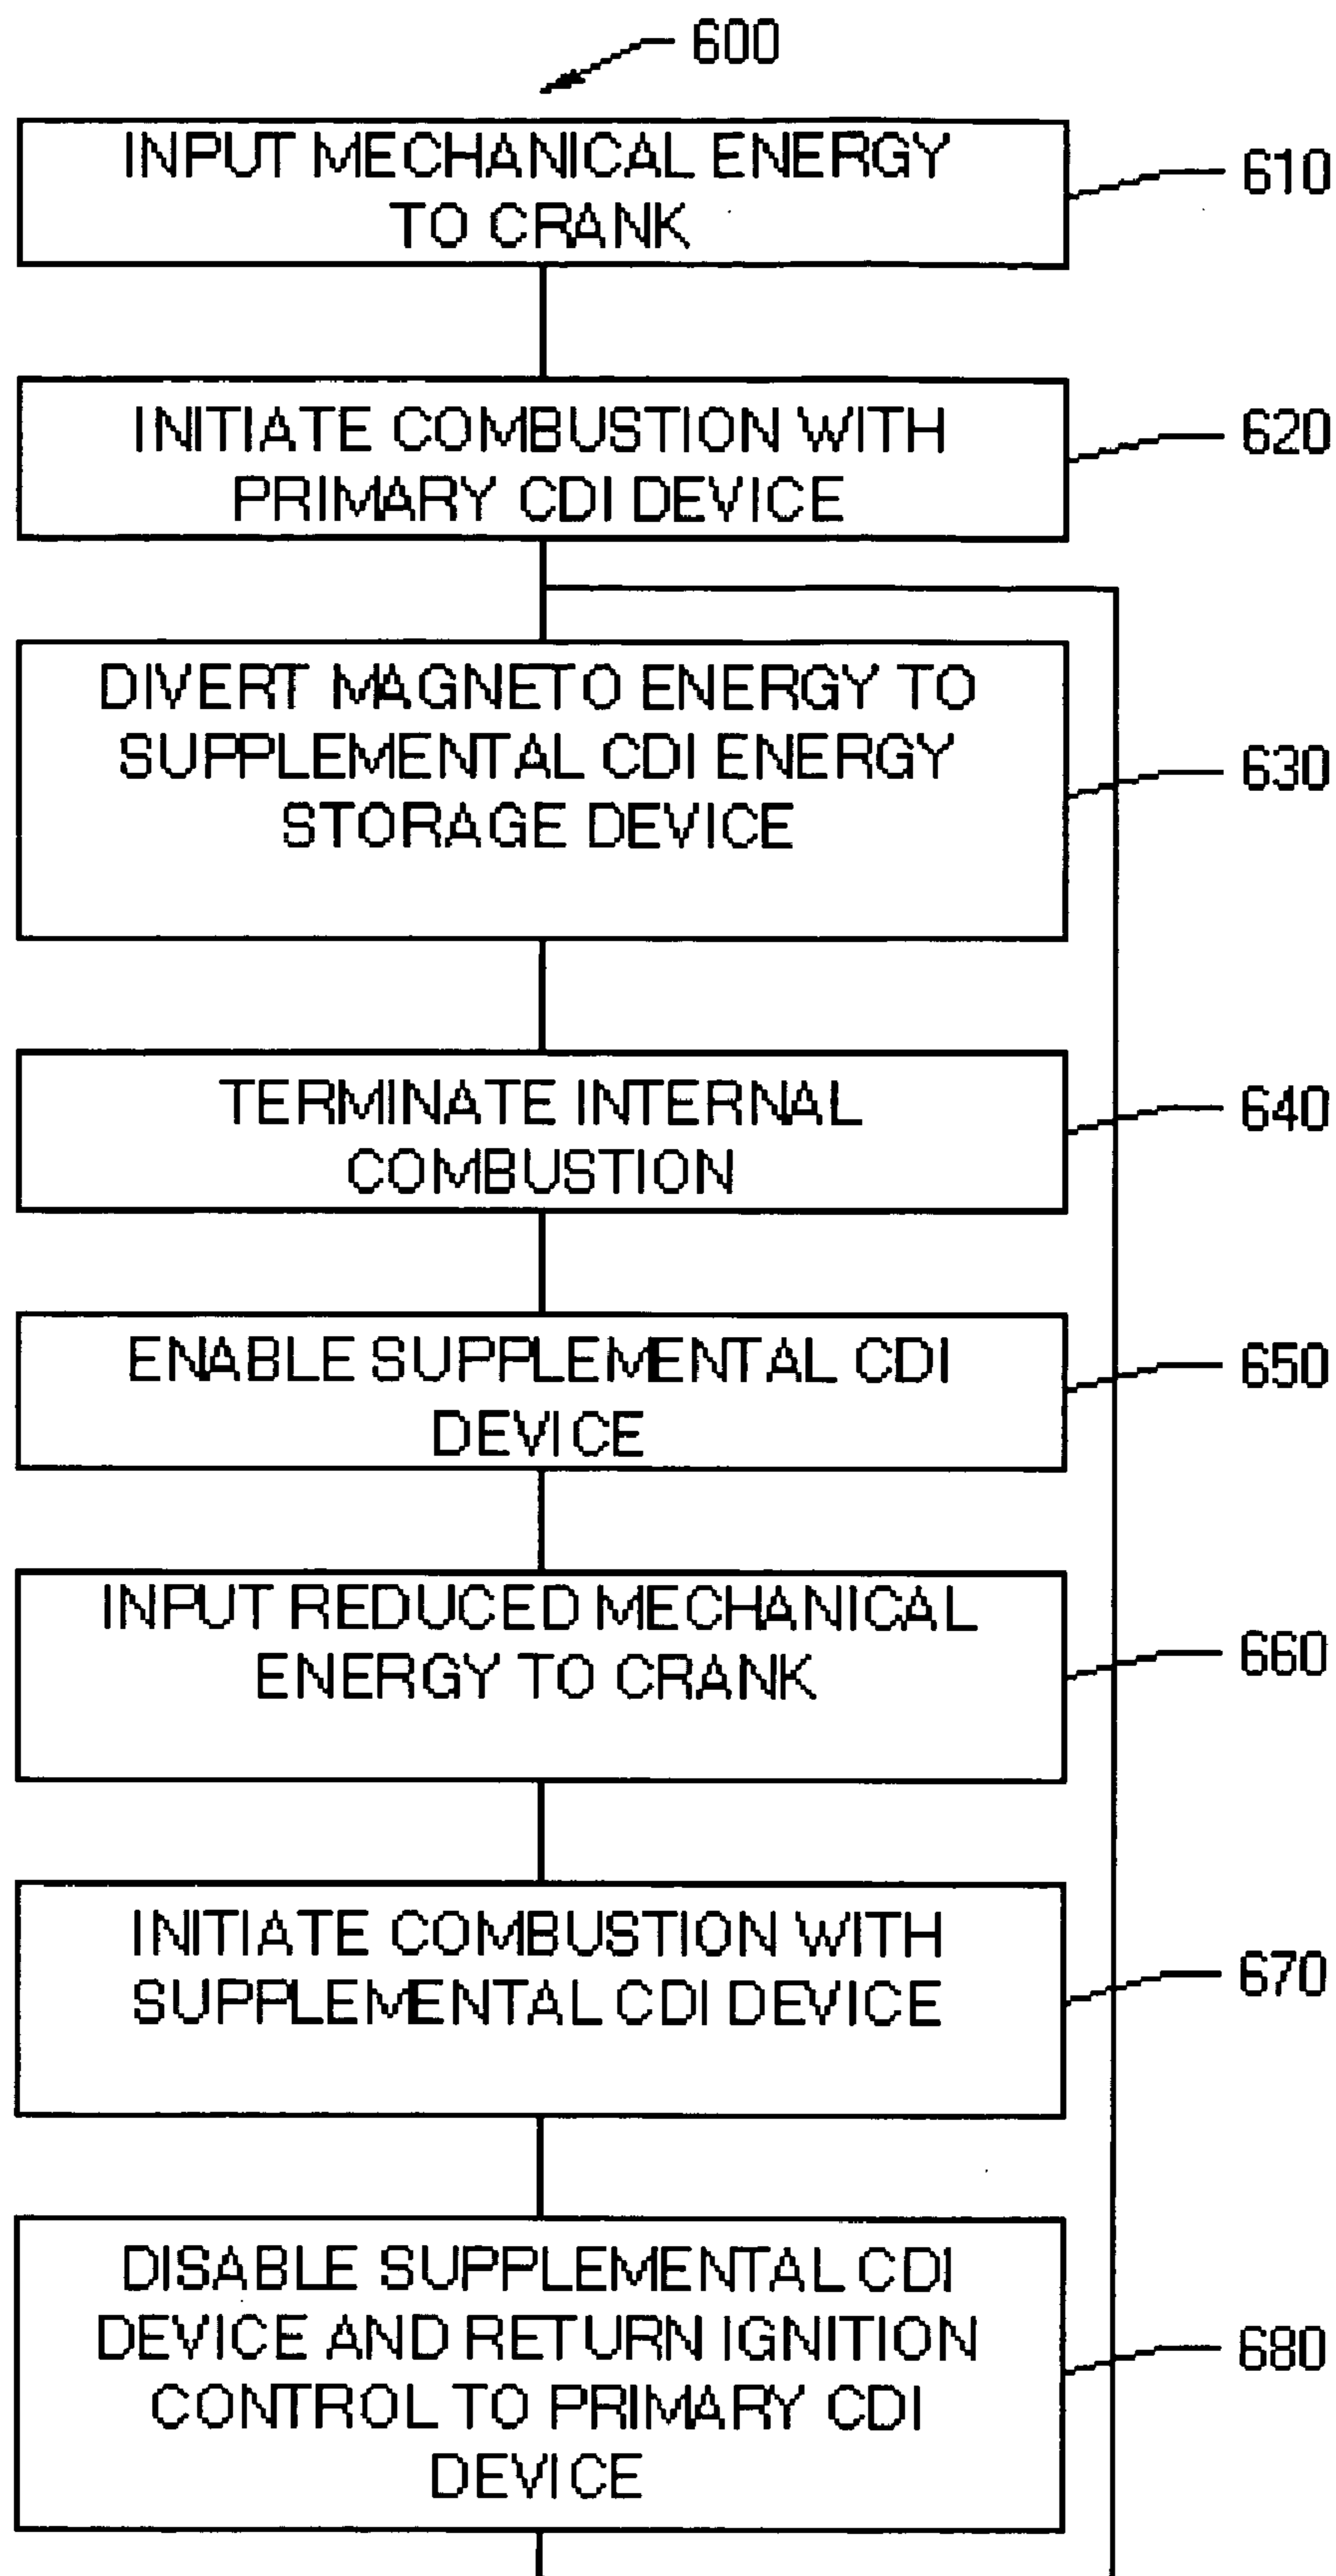 600
INPUT MECHANICAL ENERGY
TO CRANK
610
INITIATE COMBUSTION WITH
PRIMARY CDI DEVICE
620
DIVERT MAGNETO ENERGY TO
SUPPLEMENTAL CDI ENERGY
STORAGE DEVICE
630
TERMINATE INTERNAL
COMBUSTION
640
ENABLE SUPPLEMENTAL CDI
DEVICE
650
INPUT REDUCED MECHANICAL
ENERGY TO CRANK
660
INITIATE COMBUSTION WITH
SUPPLEMENTAL CDI DEVICE
670
DISABLE SUPPLEMENTAL CDI
DEVICE AND RETURN IGNITION
CONTROL TO PRIMARY CDI
DEVICE
680